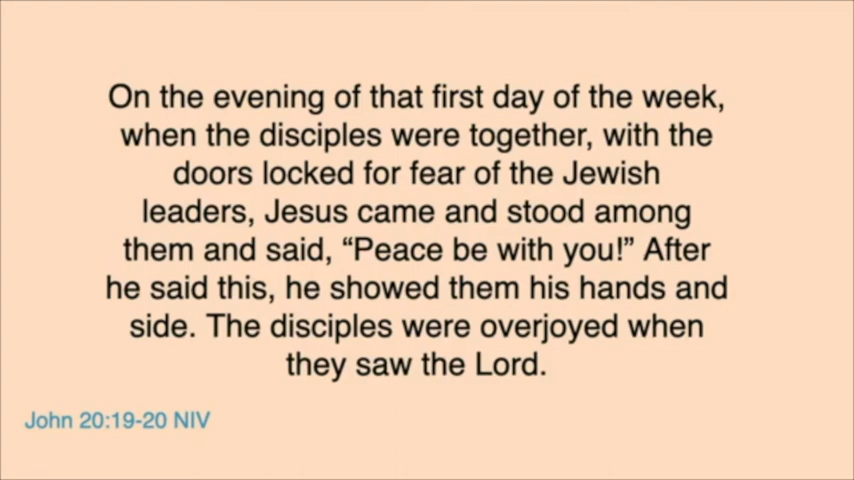 On the evening of that first day of the week,
when the disciples were together, with the
doors locked for fear of the Jewish
leaders, Jesus came and stood among
them and said, “Peace be with you!” After
he said this, he showed them his hands and
side. The disciples were overjoyed when
they saw the Lord.
John 20:19-20 NIV